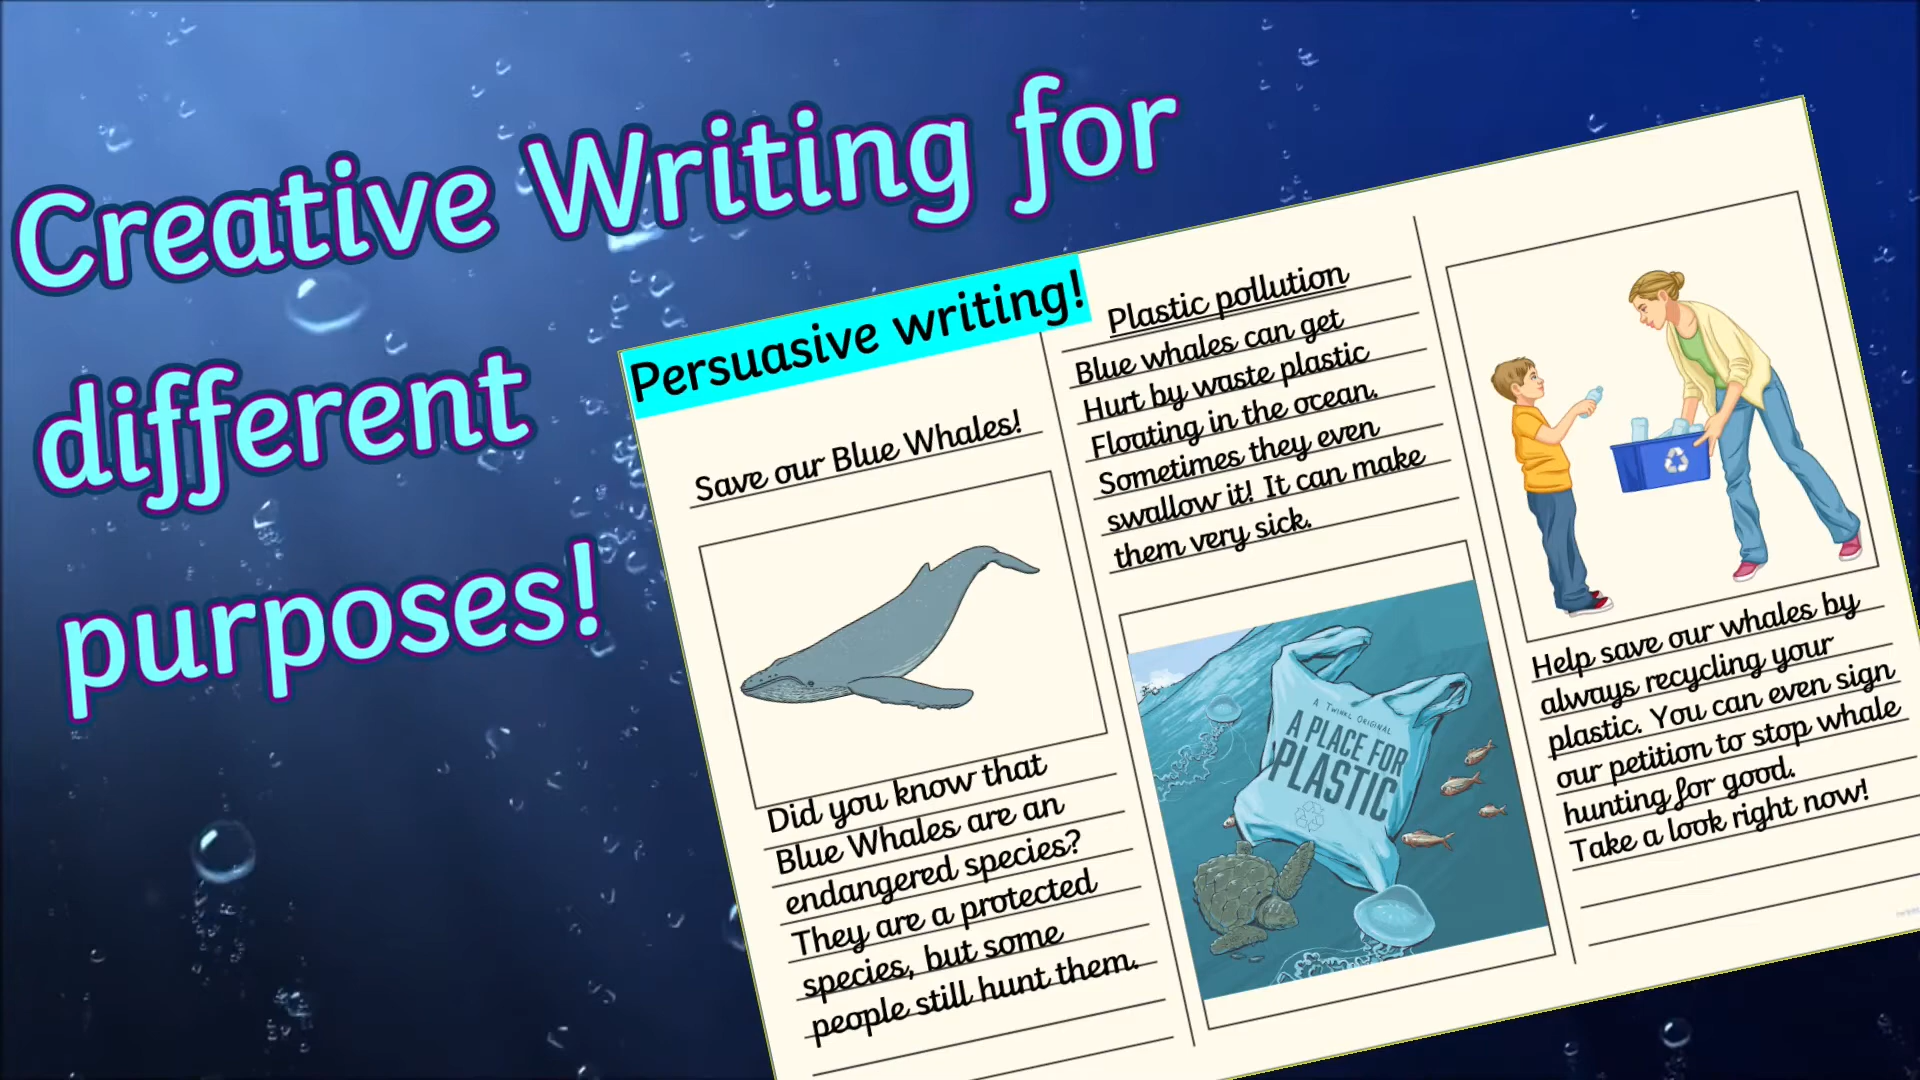 Creative Writing for
different
purposes!
Persuasive writing!
Save our Blue Whales!
Did you know that
Blue Whales are an
endangered species?
They are a protected
species, but some
people still hunt them.
Plastic pollution
Blue whales can get
Hurt by waste plastic
Floating in the ocean.
Sometimes they even
swallow it! It can make
them very sick.
A TWINKL ORIGINAL
A PLACE FOR
PLASTIC
Help save our whales by
always recycling your
plastic. You can even sign
our petition to stop whale
hunting for good.
Take a look right now!